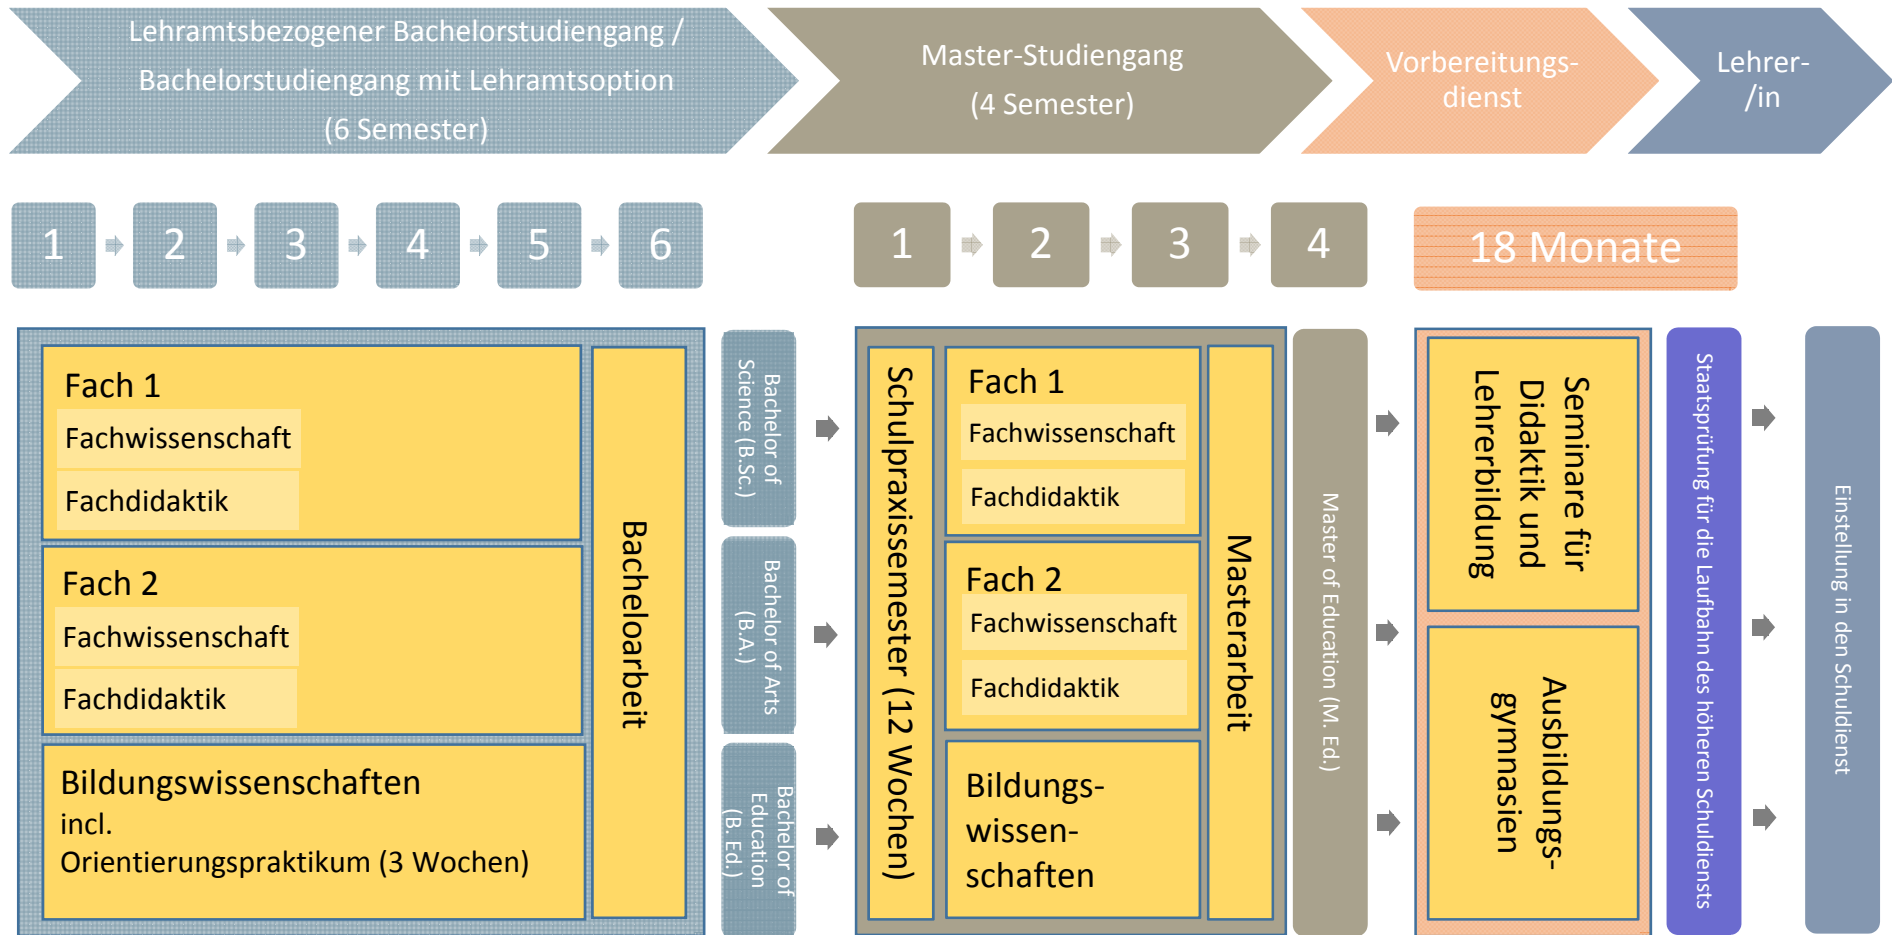 Lehramtsbezogener Bachelorstudiengang /
Bachelorstudiengang mit Lehramtsoption
(6 Semester)
Master-Studiengang
(4 Semester)
Vorbereitungs-
dienst
Lehrer-
/in
1
2
3
4
5
6
1
2
3
4
18 Monate
Fach 1
Fachwissenschaft
Fachdidaktik
Fach 2
Fachwissenschaft
Fachdidaktik
Bildungswissenschaften
incl.
Orientierungspraktikum (3 Wochen)
Bacheloarbeit
Bachelor of
Science (B.Sc.)
Bachelor of Arts
(B.A.)
Bachelor of
Education
(B. Ed.)
Schulpraxissemester (12 Wochen)
Fach 1
Fachwissenschaft
Fachdidaktik
Fach 2
Fachwissenschaft
Fachdidaktik
Bildungs-
wissen-
schaften
Masterarbeit
Master of Education (M. Ed.)
Seminare für
Didaktik und
Lehrerbildung
Ausbildungs-
gymnasien
Staatsprüfung für die Laufbahn des höheren Schuldiensts
Einstellung in den Schuldienst